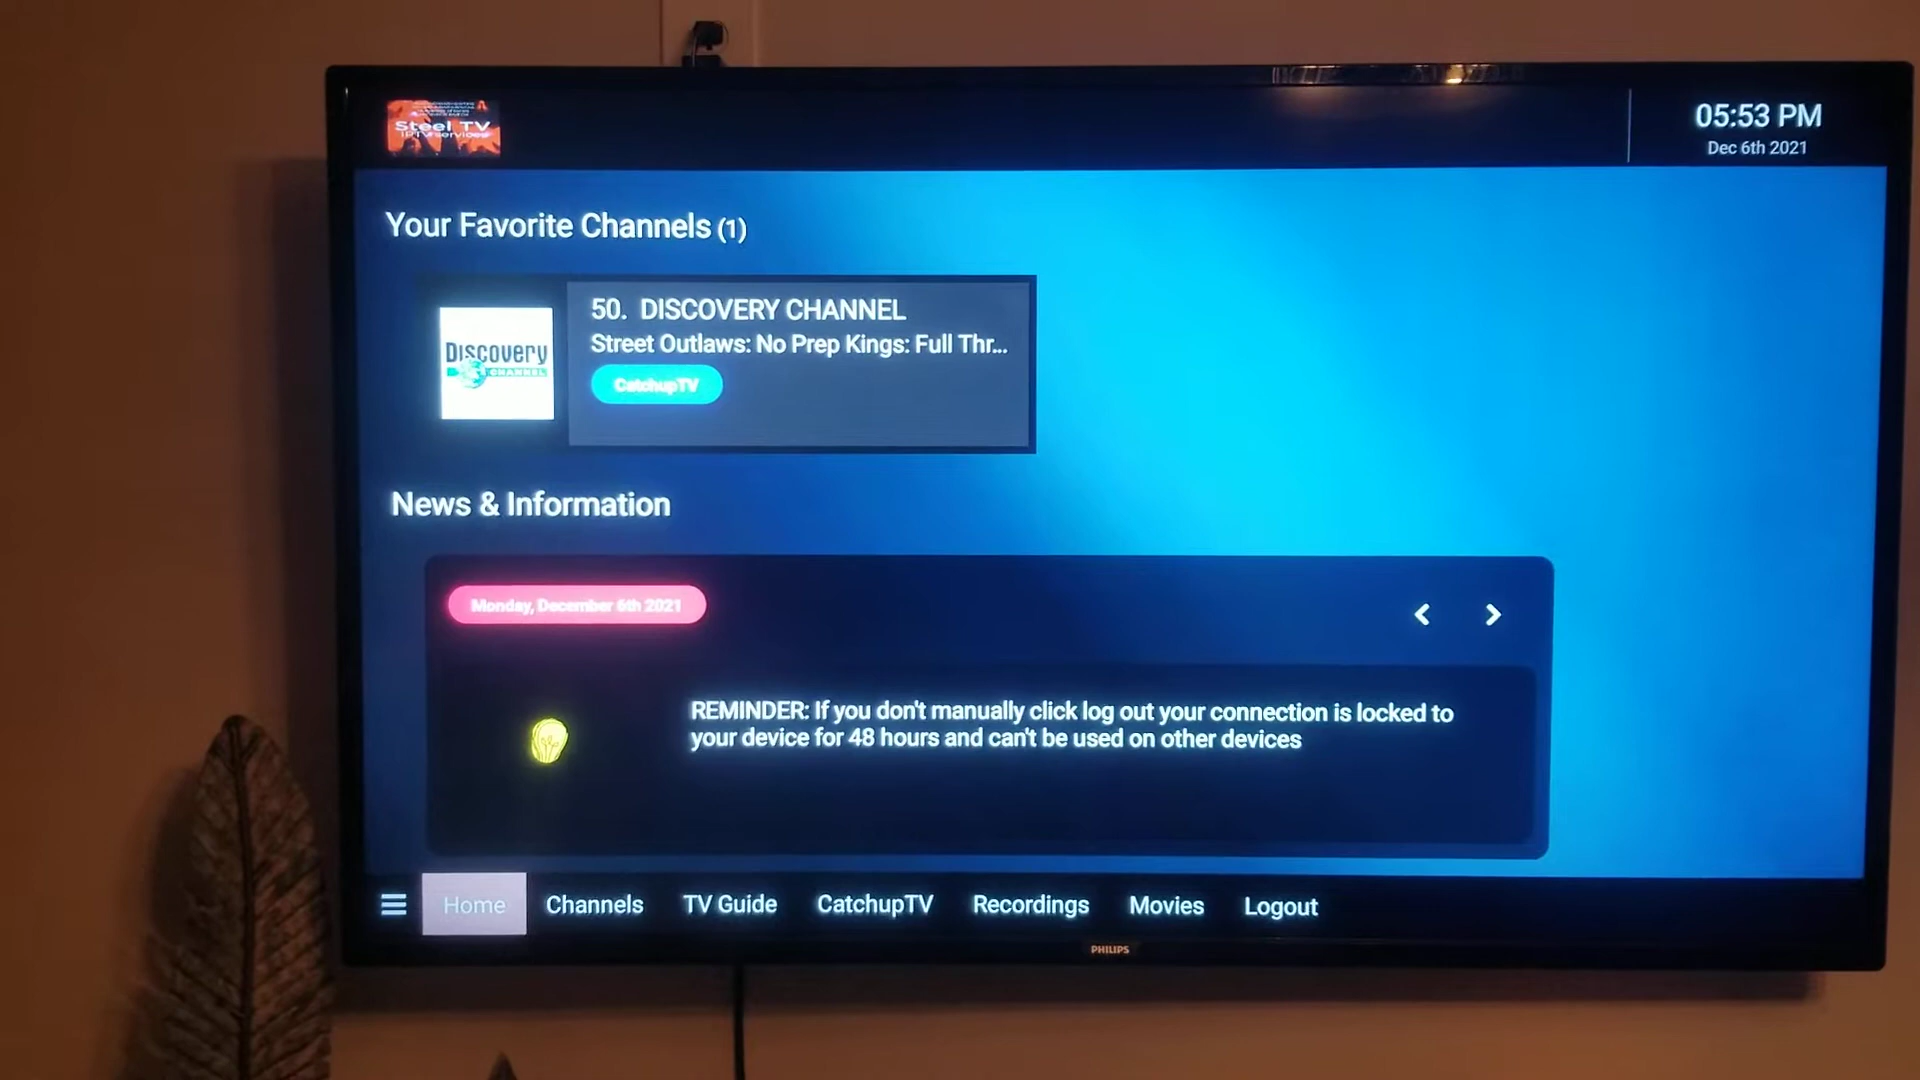 Steel TV
IPTV services
05:53 PM
Dec 6th 2021
Your Favorite Channels (1)
DISCOVERY
CHANNEL
50. DISCOVERY CHANNEL
Street Outlaws: No Prep Kings: Full Thr...
CatchupTV
News & Information
Monday, December 6th 2021
REMINDER: If you don't manually click log out your connection is locked to
your device for 48 hours and can't be used on other devices
Home Channels TV Guide CatchupTV Recordings Movies Logout
PHILIPS